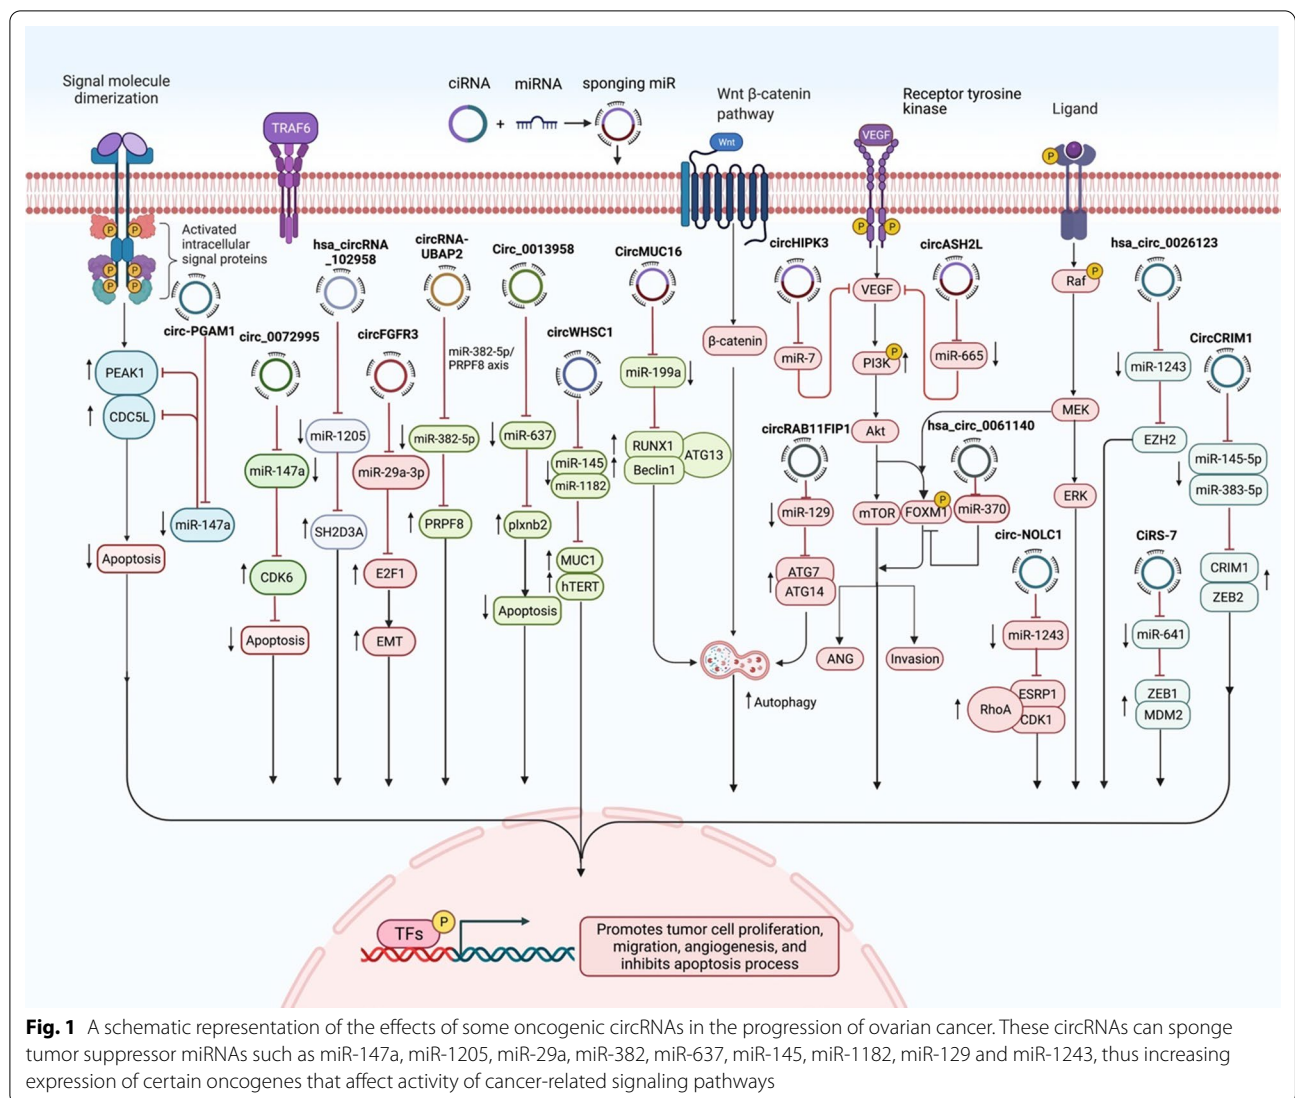 Signal molecule
dimerization
TRAF6
ciRNA
+
miRNA
sponging miR
Wnt β-catenin
pathway
Wnt
Receptor tyrosine
kinase
VEGF
Ligand
P
P
P
P
P
P
P
P
P
Activated
intracellular
signal proteins
circ-PGAM1
hsa_circRNA
_102958
circRNA-
UBAP2
Circ_0013958
CircMUC16
circHIPK3
circASH2L
hsa_circ_0026123
circ_0072995
circFGFR3
miR-382-5p/
PRPF8 axis
circWHSC1
β-catenin
VEGF
Raf
P
CircCRIM1
PEAK1
CDC5L
miR-199a
miR-7
PI3K
P
miR-665
miR-1243
miR-1205
miR-382-5p
miR-637
RUNX1
Beclin1
ATG13
circRAB11FIP1
Akt
hsa_circ_0061140
MEK
EZH2
miR-147a
miR-29a-3p
miR-145
miR-1182
miR-145-5p
miR-383-5p
miR-147a
SH2D3A
PRPF8
plxnb2
miR-129
mTOR
FOXM1
P
miR-370
ERK
Apoptosis
CDK6
E2F1
MUC1
hTERT
ATG7
ATG14
circ-NOLC1
CiRS-7
CRIM1
ZEB2
Apoptosis
EMT
Apoptosis
ANG
Invasion
miR-1243
miR-641
Autophagy
RhoA
ESRP1
CDK1
ZEB1
MDM2
TFs
P
Promotes tumor cell proliferation,
migration, angiogenesis, and
inhibits apoptosis process
Fig. 1 A schematic representation of the effects of some oncogenic circRNAs in the progression of ovarian cancer. These circRNAs can sponge
tumor suppressor miRNAs such as miR-147a, miR-1205, miR-29a, miR-382, miR-637, miR-145, miR-1182, miR-129 and miR-1243, thus increasing
expression of certain oncogenes that affect activity of cancer-related signaling pathways